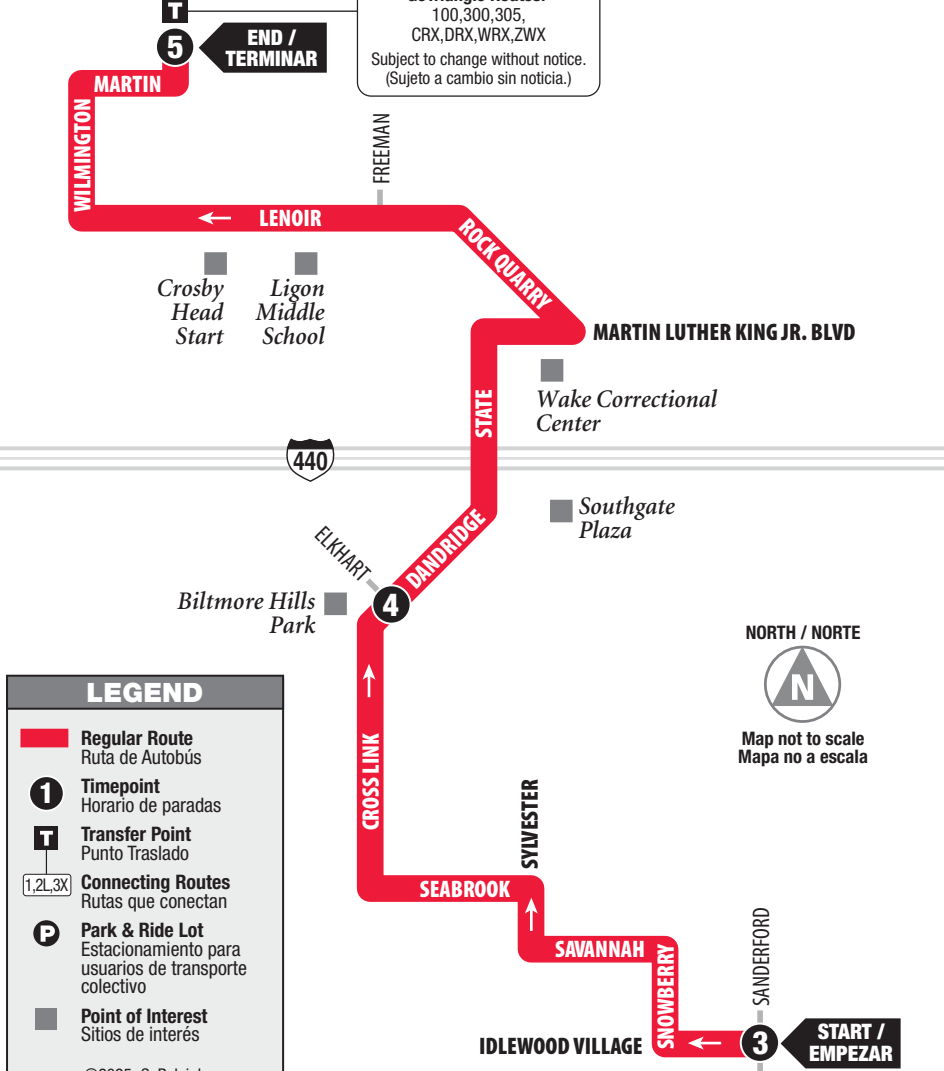 T
100,300,305,
CRX,DRX,WRX,ZWX
Subject to change without notice.
(Sujeto a cambio sin noticia.)
5
END /
TERMINAR
MARTIN
WILMINGTON
FREEMAN
← LENOIR
ROCK QUARRY
Crosby
Head
Start
Ligon
Middle
School
MARTIN LUTHER KING JR. BLVD
STATE
Wake Correctional
Center
440
Southgate
Plaza
ELKHART
DANDRIDGE
4
Biltmore Hills
Park
NORTH / NORTE
N
Map not to scale
Mapa no a escala
CROSS LINK
SYLVESTER
SEABROOK
SAVANNAH
SNOWBERRY
SANDERFORD
IDLEWOOD VILLAGE
3
START /
EMPEZAR
LEGEND
Regular Route
Ruta de Autobús
1
Timepoint
Horario de paradas
T
Transfer Point
Punto Traslado
1,2L,3X
Connecting Routes
Rutas que conectan
P
Park & Ride Lot
Estacionamiento para
usuarios de transporte
colectivo
Point of Interest
Sitios de interés